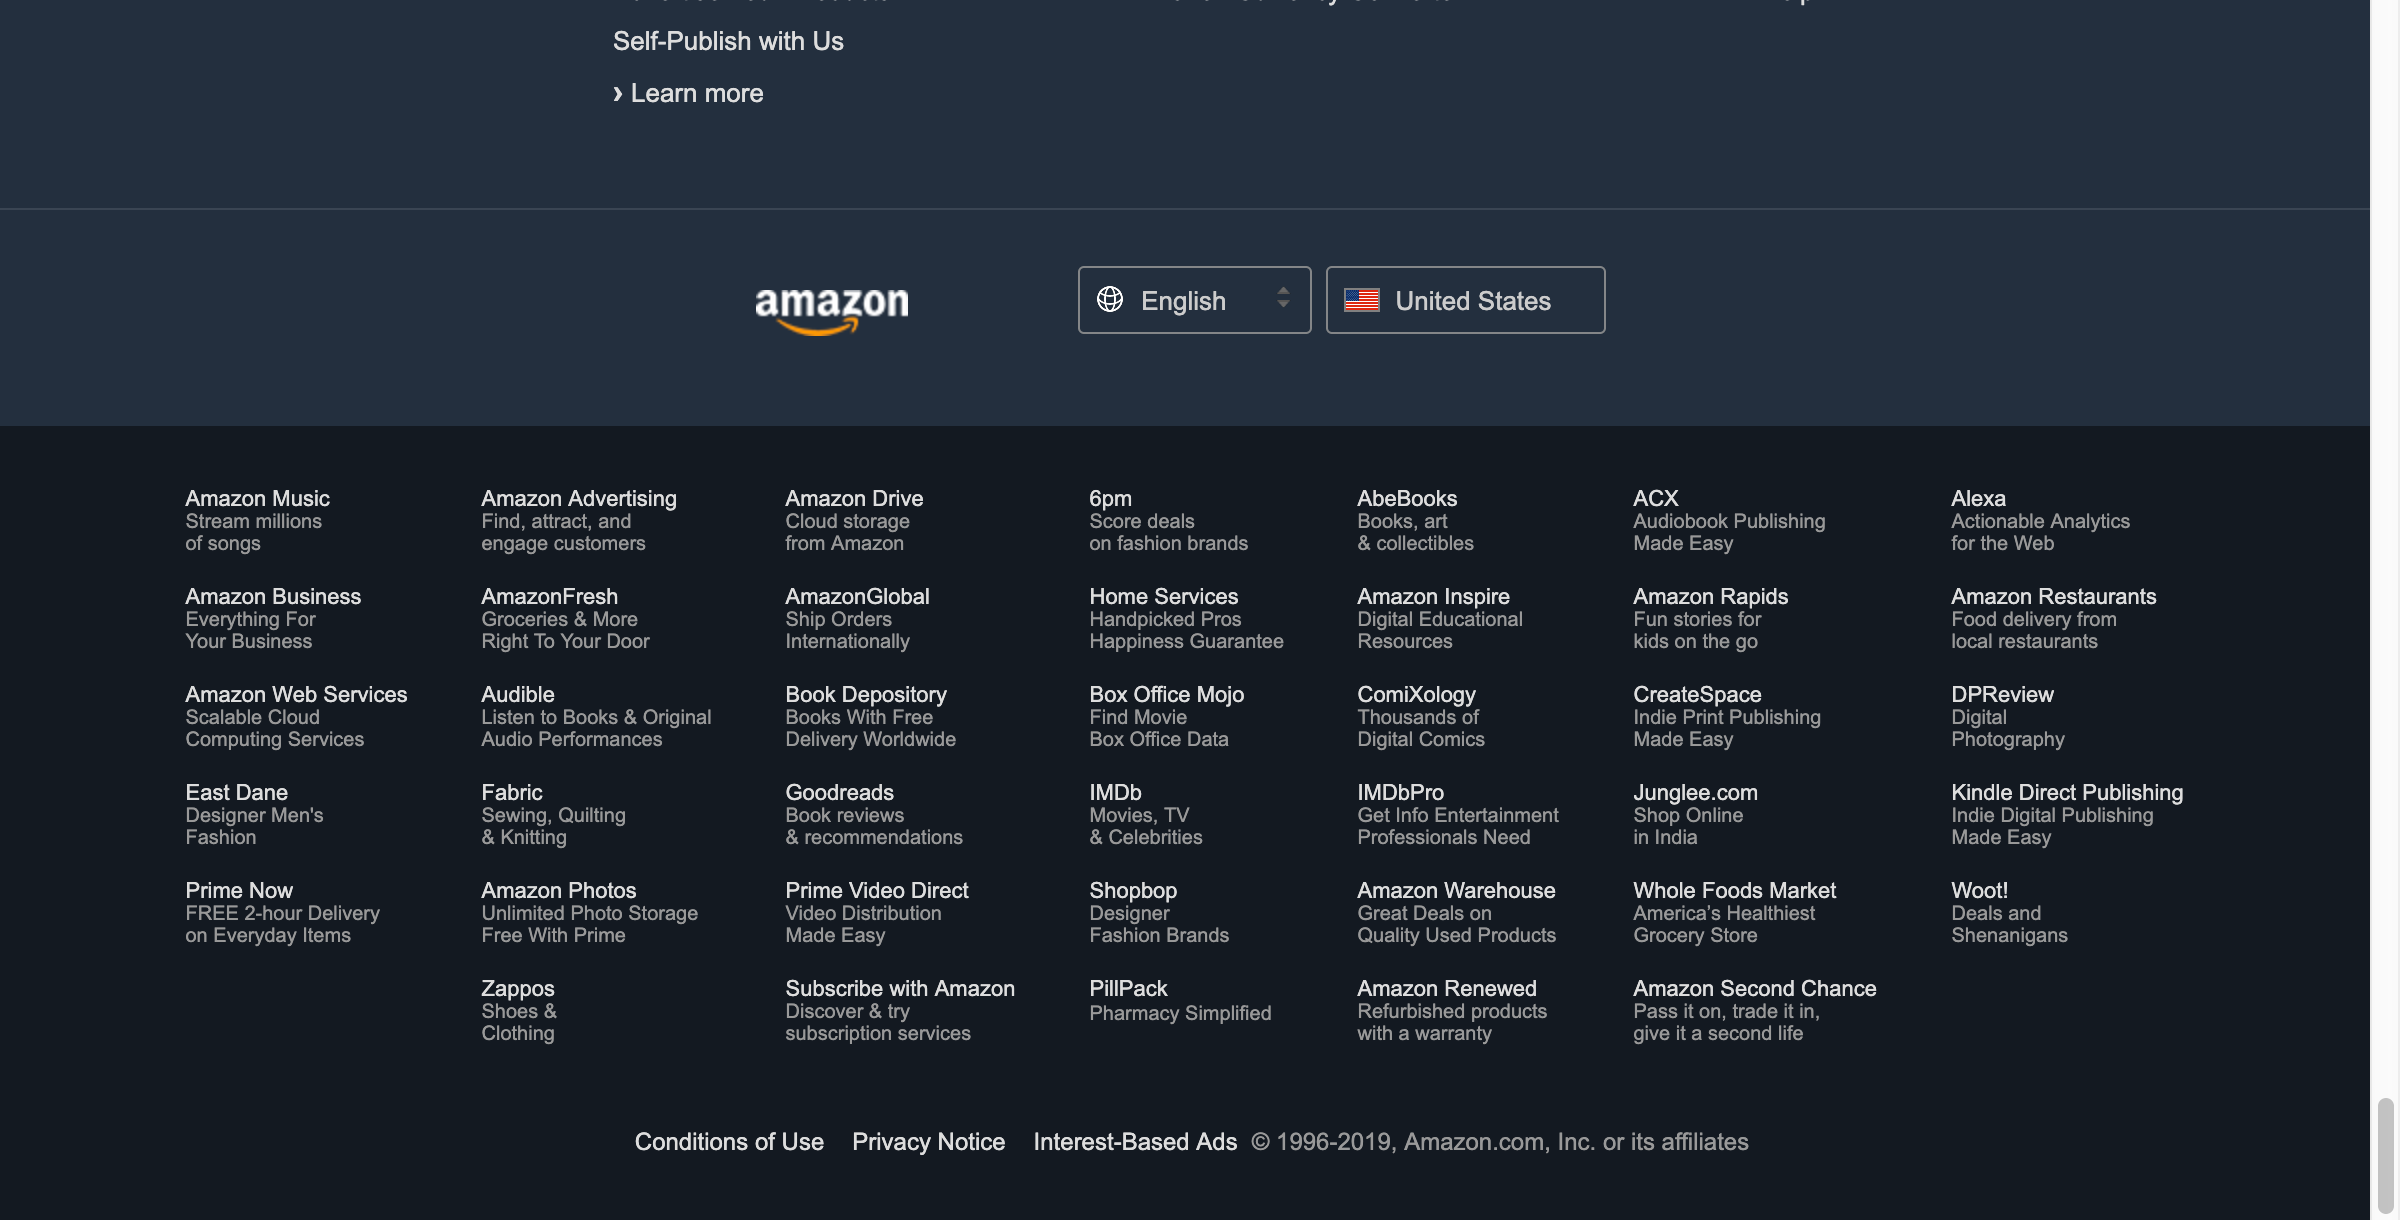 Self-Publish with Us
› Learn more
amazon
English
United States
Amazon Music
Stream millions
of songs
Amazon Advertising
Find, attract, and
engage customers
Amazon Drive
Cloud storage
from Amazon
6pm
Score deals
on fashion brands
AbeBooks
Books, art
& collectibles
ACX
Audiobook Publishing
Made Easy
Alexa
Actionable Analytics
for the Web
Amazon Business
Everything For
Your Business
AmazonFresh
Groceries & More
Right To Your Door
AmazonGlobal
Ship Orders
Internationally
Home Services
Handpicked Pros
Happiness Guarantee
Amazon Inspire
Digital Educational
Resources
Amazon Rapids
Fun stories for
kids on the go
Amazon Restaurants
Food delivery from
local restaurants
Amazon Web Services
Scalable Cloud
Computing Services
Audible
Listen to Books & Original
Audio Performances
Book Depository
Books With Free
Delivery Worldwide
Box Office Mojo
Find Movie
Box Office Data
ComiXology
Thousands of
Digital Comics
CreateSpace
Indie Print Publishing
Made Easy
DPReview
Digital
Photography
East Dane
Designer Men's
Fashion
Fabric
Sewing, Quilting
& Knitting
Goodreads
Book reviews
& recommendations
IMDb
Movies, TV
& Celebrities
IMDbPro
Get Info Entertainment
Professionals Need
Junglee.com
Shop Online
in India
Kindle Direct Publishing
Indie Digital Publishing
Made Easy
Prime Now
FREE 2-hour Delivery
on Everyday Items
Amazon Photos
Unlimited Photo Storage
Free With Prime
Prime Video Direct
Video Distribution
Made Easy
Shopbop
Designer
Fashion Brands
Amazon Warehouse
Great Deals on
Quality Used Products
Whole Foods Market
America’s Healthiest
Grocery Store
Woot!
Deals and
Shenanigans
Zappos
Shoes &
Clothing
Subscribe with Amazon
Discover & try
subscription services
PillPack
Pharmacy Simplified
Amazon Renewed
Refurbished products
with a warranty
Amazon Second Chance
Pass it on, trade it in,
give it a second life
Conditions of Use Privacy Notice Interest-Based Ads © 1996-2019, Amazon.com, Inc. or its affiliates